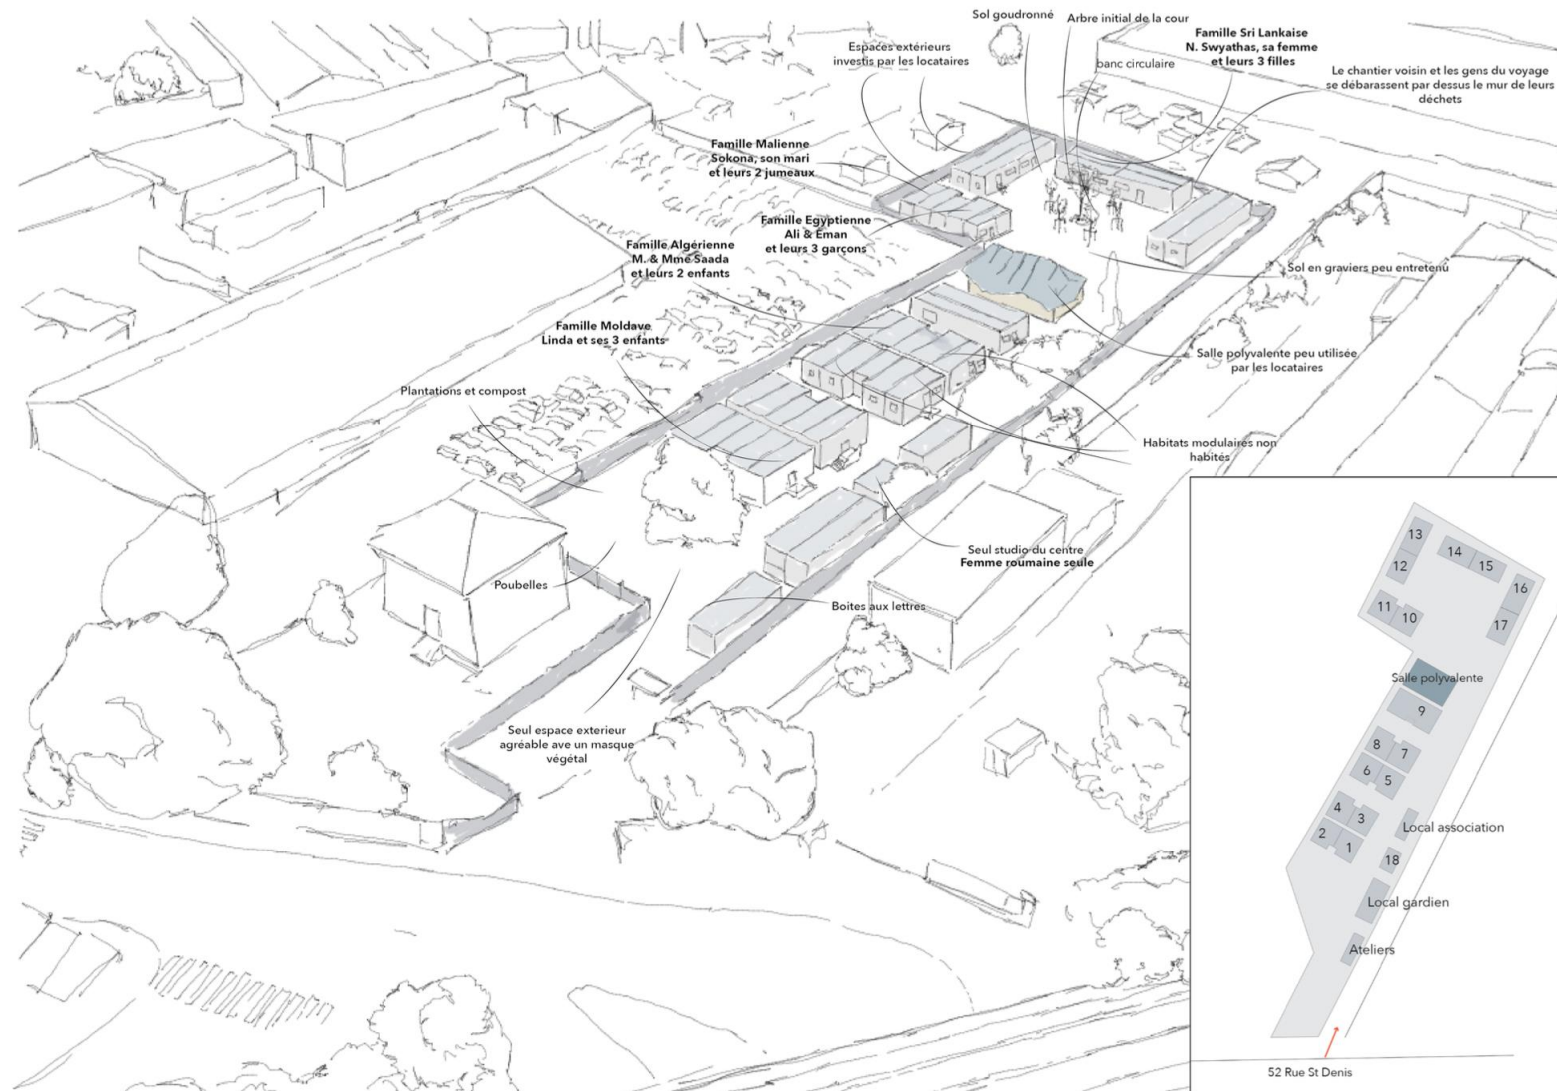 Sol goudronné
Arbre initial de la cour
Famille Sri Lankaise
N. Swyathas, sa femme
et leurs 3 filles
Espaces extérieurs
investis par les locataires
banc circulaire
Le chantier voisin et les gens du voyage
se débarassent par dessus le mur de leurs
déchets
Famille Malienne
Sokona, son mari
et leurs 2 jumeaux
Famille Egyptienne
Ali & Eman
et leurs 3 garçons
Famille Algérienne
M. & Mme Saada
et leurs 2 enfants
Sol en graviers peu entretenu
Famille Moldave
Linda et ses 3 enfants
Salle polyvalente peu utilisée
par les locataires
Plantations et compost
Habitats modulaires non
habités
Seul studio du centre
Femme roumaine seule
Poubelles
Boites aux lettres
Seul espace exterieur
agréable ave un masque
végétal
13
14
12
15
16
11
10
17
Salle polyvalente
9
8
7
6
5
4
3
2
1
Local association
18
Local gardien
Ateliers
52 Rue St Denis